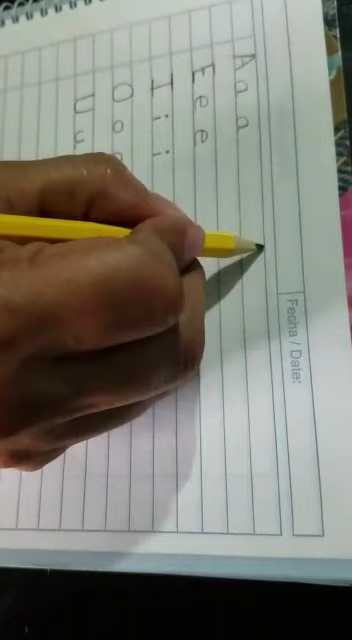 Fecha / Date:
A a a
E e e
I i i
O o
U u